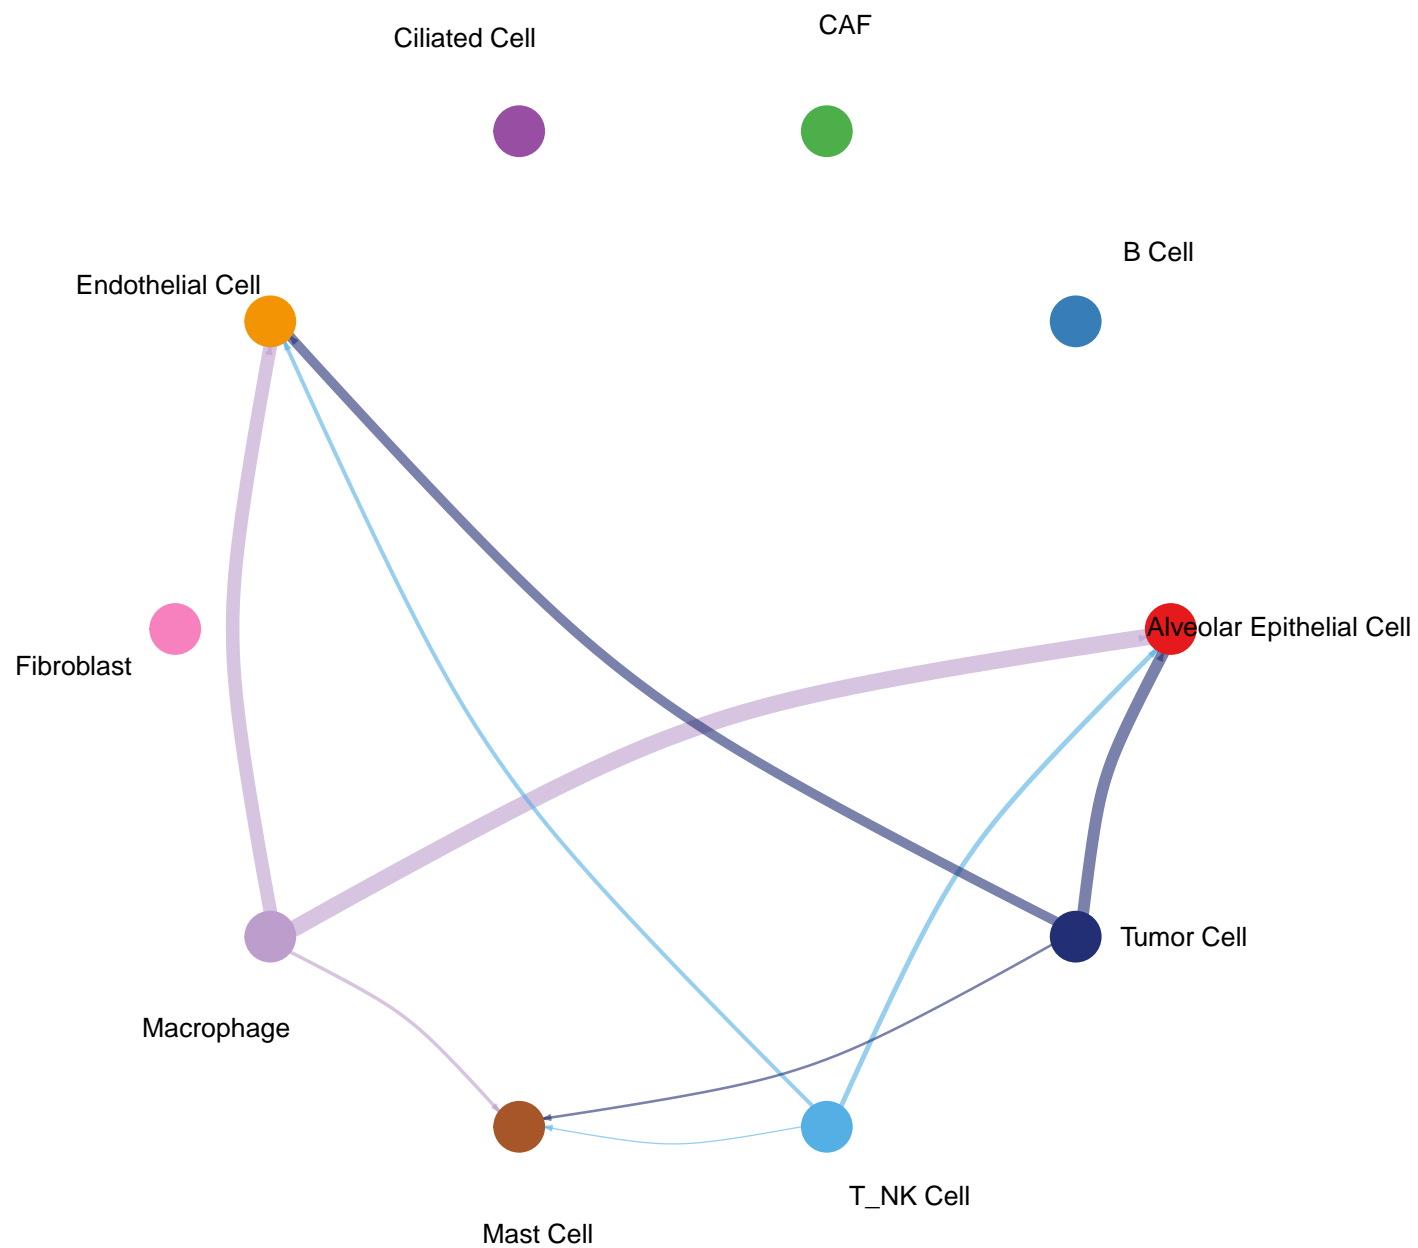 CAF
Ciliated Cell
B Cell
Endothelial Cell
Alveolar Epithelial Cell
Fibroblast
Tumor Cell
Macrophage
T_NK Cell
Mast Cell